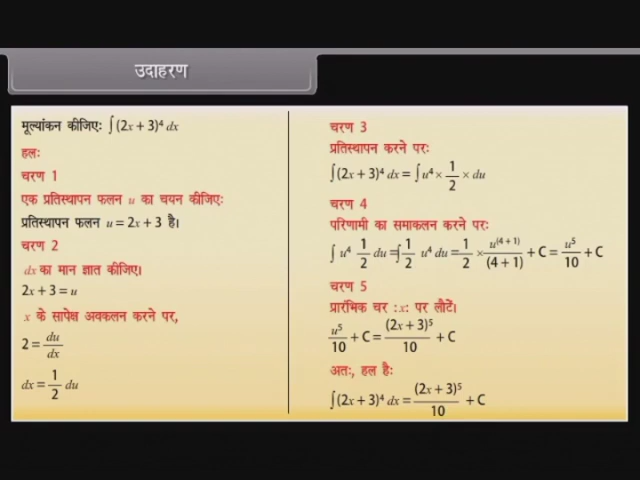 उदाहरण
मूल्यांकन कीजिएः ∫(2x + 3)⁴ dx
हलः
चरण 1
एक प्रतिस्थापन फलन u का चयन कीजिएः
प्रतिस्थापन फलन u = 2x + 3 है।
चरण 2
dx का मान ज्ञात कीजिए।
2x + 3 = u
x के सापेक्ष अवकलन करने पर,
2 = du/dx
dx = 1/2 du
चरण 3
प्रतिस्थापन करने परः
∫(2x + 3)⁴ dx = ∫u⁴ × 1/2 × du
चरण 4
परिणामी का समाकलन करने परः
∫ u⁴ 1/2 du = ∫1/2 u⁴ du = 1/2 × u⁽⁴⁺¹⁾/(4 + 1) + C = u⁵/10 + C
चरण 5
प्रारंभिक चर :x: पर लौटें।
u⁵/10 + C = (2x + 3)⁵/10 + C
अतः, हल हैः
∫(2x + 3)⁴ dx = (2x + 3)⁵/10 + C